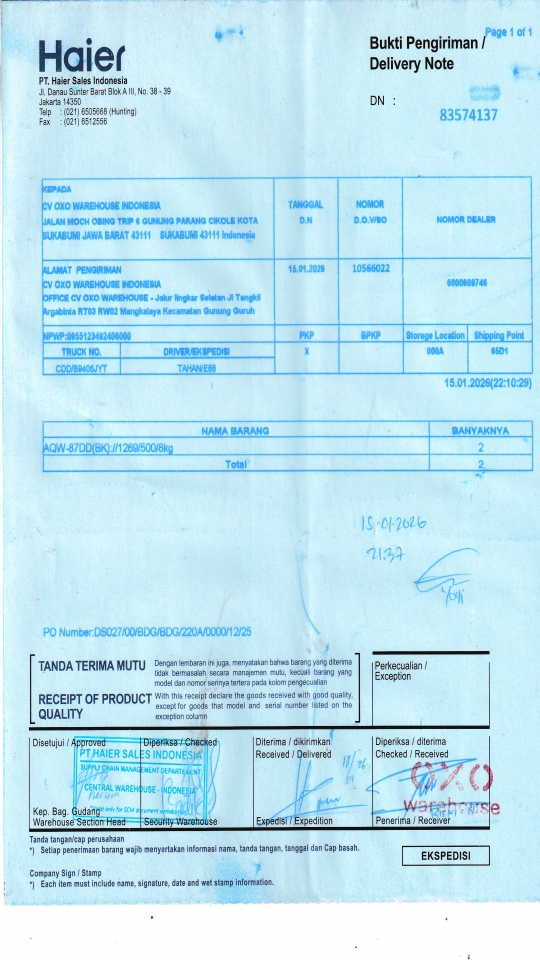 Page 1 of 1
Haier
Bukti Pengiriman /
Delivery Note
PT. Haier Sales Indonesia
Jl. Danau Sunter Barat Blok A III, No. 38 - 39
Jakarta 14350
Telp : (021) 6505668 (Hunting)
Fax : (021) 6512556
DN :
83574137
KEPADA
CV OXO WAREHOUSE INDONESIA
JALAN MOCH OBING TRIP 6 GUNUNG PARANG CIKOLE KOTA
SUKABUMI JAWA BARAT 43111 SUKABUMI 43111 Indonesia
TANGGAL
D.N
NOMOR
D.O.V/SO
NOMOR DEALER
ALAMAT PENGIRIMAN
CV OXO WAREHOUSE INDONESIA
OFFICE CV OXO WAREHOUSE - Jalur lingkar Selatan Jl Tangkil
Argabinta RT03 RW02 Mangkalaya Kecamatan Gunung Guruh
15.01.2026
10566022
6000609746
NPWP:0955123492406000
PKP
BPKP
Storege Location
Shipping Point
TRUCK NO.
DRIVER/EKSPEDISI
X
000A
65D1
CDD/B9406JYT
TAHAN/E68
15.01.2026(22:10:29)
NAMA BARANG
BANYAKNYA
AQW-87DD(BK)://1269/500/8kg
2
Total
2
15-01-2026
21:37
PO Number:DS027/00/BDG/BDG/220A/0000/12/25
TANDA TERIMA MUTU
Dengan lembaran ini juga, menyatakan bahwa barang yang diterima
tidak bermasalah secara manajemen mutu, kecuali barang yang
model dan nomor serinya tertera pada kolom pengecualian
RECEIPT OF PRODUCT
QUALITY
With this receipt declare the goods received with good quality,
except for goods that model and serial number listed on the
exception column
Perkecualian /
Exception
Disetujui / Approved
Diperiksa / Checked
Diterima / dikirimkan
Received / Delivered
Diperiksa / diterima
Checked / Received
PT HAIER SALES INDONESIA
SUPPLY CHAIN MANAGEMENT DEPARTEMENT
CENTRAL WAREHOUSE - INDONESIA
OXO
warehouse
Kep. Bag. Gudang
Warehouse Section Head
Security Warehouse
Expedisi / Expedition
Penerima / Receiver
Tanda tangan/cap perusahaan
*) Setiap penerimaan barang wajib menyertakan informasi nama, tanda tangan, tanggal dan Cap basah.
EKSPEDISI
Company Sign / Stamp
*) Each item must include name, signature, date and wet stamp information.